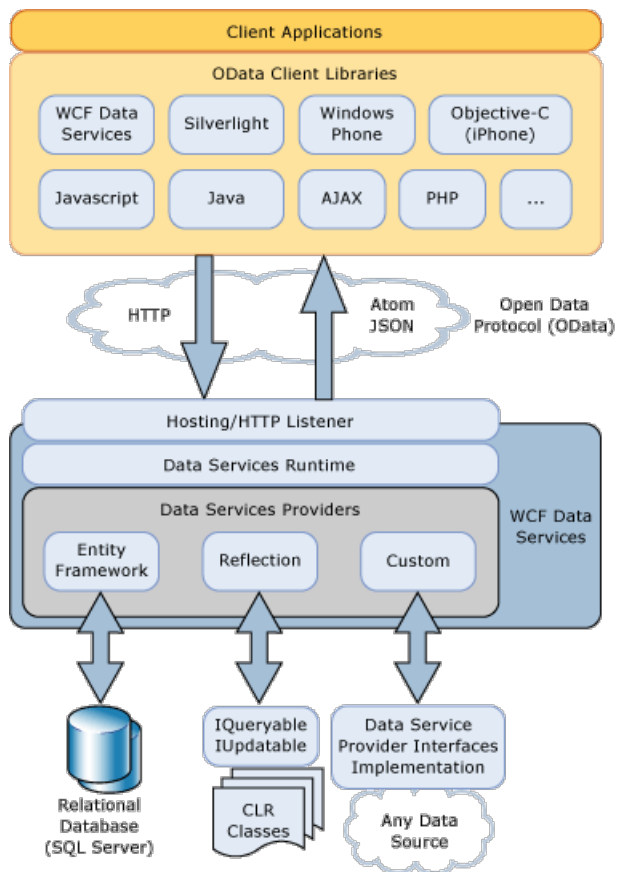 Client Applications
OData Client Libraries
WCF Data
Services
Silverlight
Windows
Phone
Objective-C
(iPhone)
Javascript
Java
AJAX
PHP
...
HTTP
Atom
JSON
Open Data
Protocol (OData)
Hosting/HTTP Listener
Data Services Runtime
Data Services Providers
WCF Data
Services
Entity
Framework
Reflection
Custom
Relational
Database
(SQL Server)
IQueryable
IUpdatable
CLR
Classes
Data Service
Provider Interfaces
Implementation
Any Data
Source